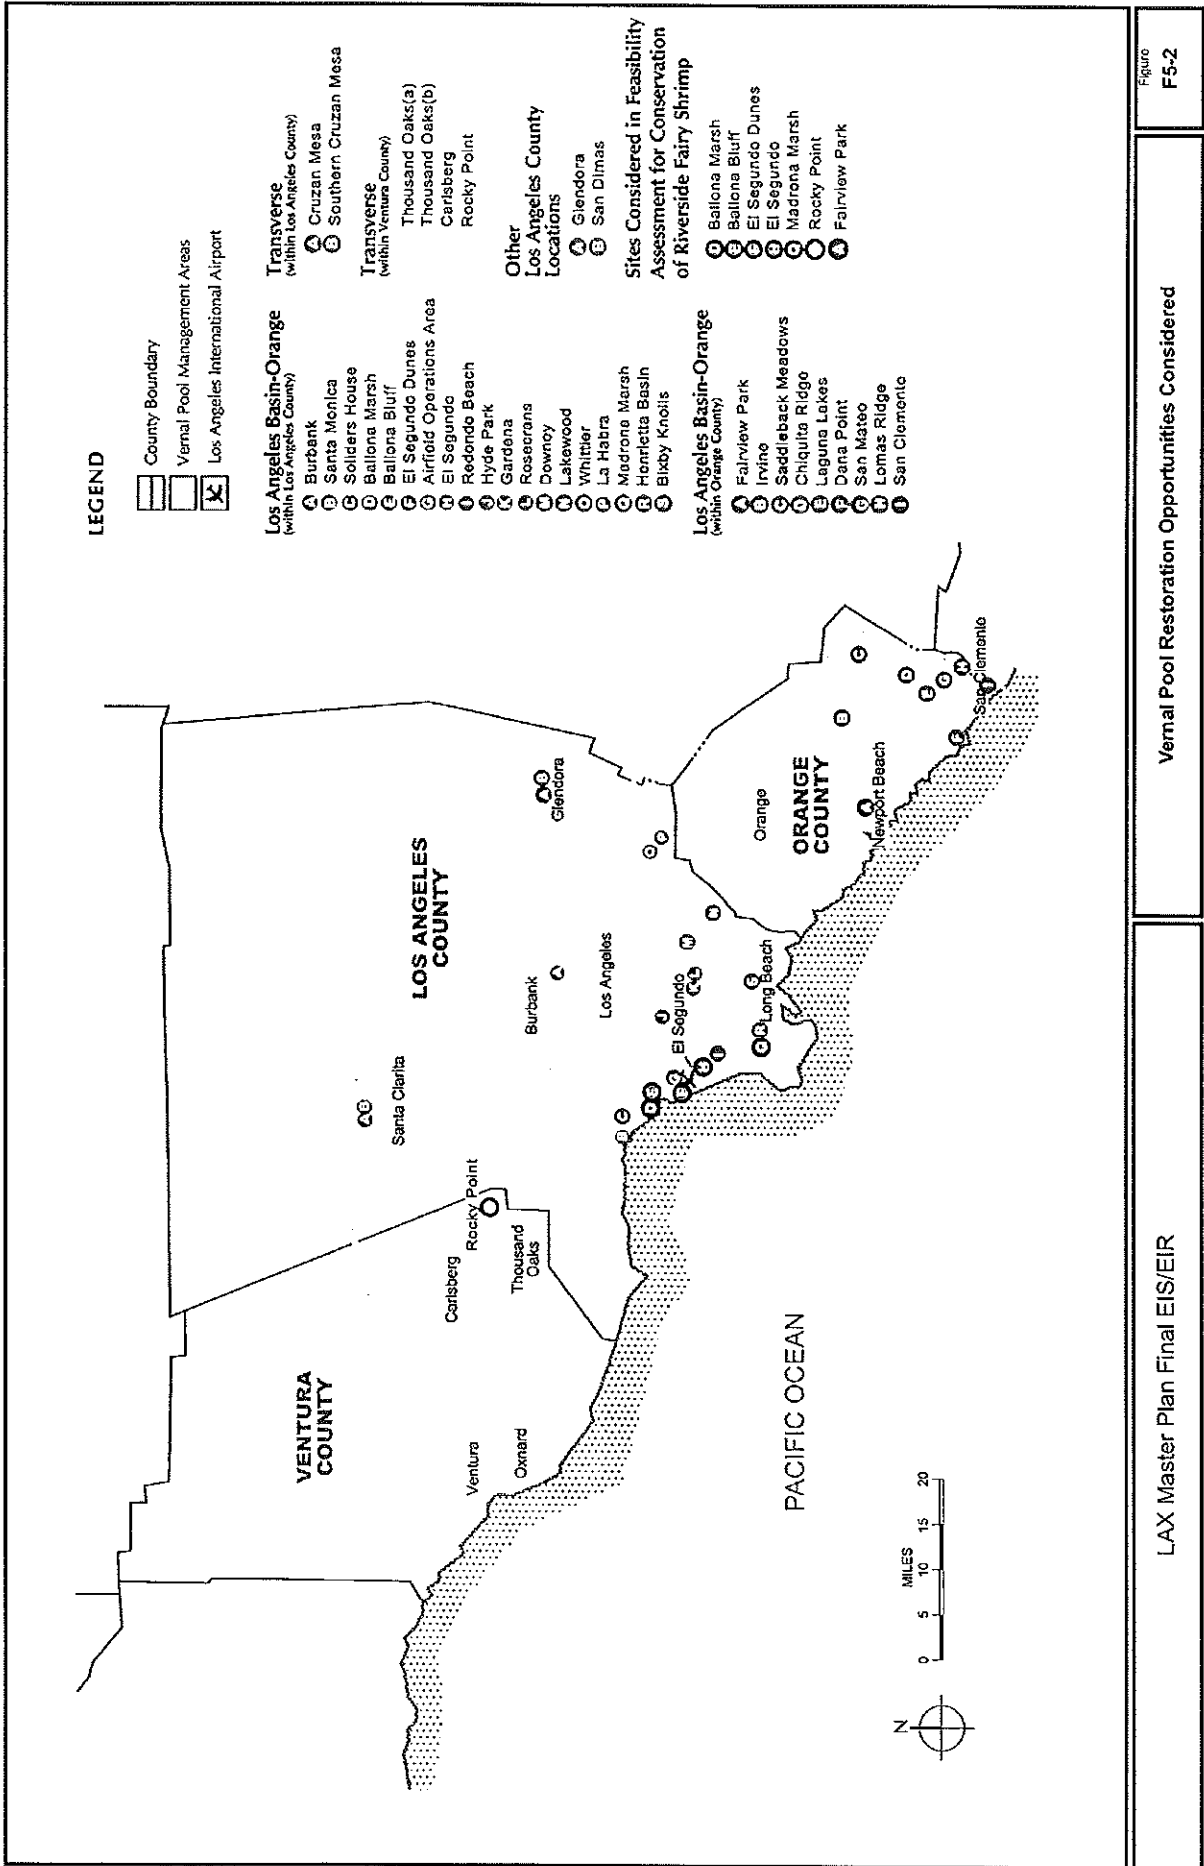 LEGEND
County Boundary
Vernal Pool Management Areas
Los Angeles International Airport
Los Angeles Basin-Orange
(within Los Angeles County)
Burbank
Santa Monica
Soldiers House
Ballona Marsh
Ballona Bluff
El Segundo Dunes
Airfield Operations Area
El Segundo
Redondo Beach
Hyde Park
Gardena
Rosecrans
Downey
Lakewood
Whittier
La Habra
Madrona Marsh
Henrietta Basin
Bixby Knolls
Los Angeles Basin-Orange
(within Orange County)
Fairview Park
Irvine
Saddleback Meadows
Chiquita Ridge
Laguna Lakes
Dana Point
San Mateo
Lomas Ridge
San Clemente
Transverse
(within Los Angeles County)
A Cruzan Mesa
B Southern Cruzan Mesa
Transverse
(within Ventura County)
Thousand Oaks(a)
Thousand Oaks(b)
Carlsberg
Rocky Point
Other
Los Angeles County
Locations
A Glendora
B San Dimas
Sites Considered in Feasibility
Assessment for Conservation
of Riverside Fairy Shrimp
Ballona Marsh
Ballona Bluff
El Segundo Dunes
El Segundo
Madrona Marsh
Rocky Point
Fairview Park
VENTURA
COUNTY
Ventura
Oxnard
Carlsberg
Rocky Point
Thousand
Oaks
Santa Clarita
LOS ANGELES
COUNTY
Burbank
Los Angeles
Glendora
El Segundo
Long Beach
Orange
ORANGE
COUNTY
Newport Beach
San Clemente
PACIFIC OCEAN
N
MILES
0 5 10 15 20
LAX Master Plan Final EIS/EIR
Vernal Pool Restoration Opportunities Considered
Figure
F5-2